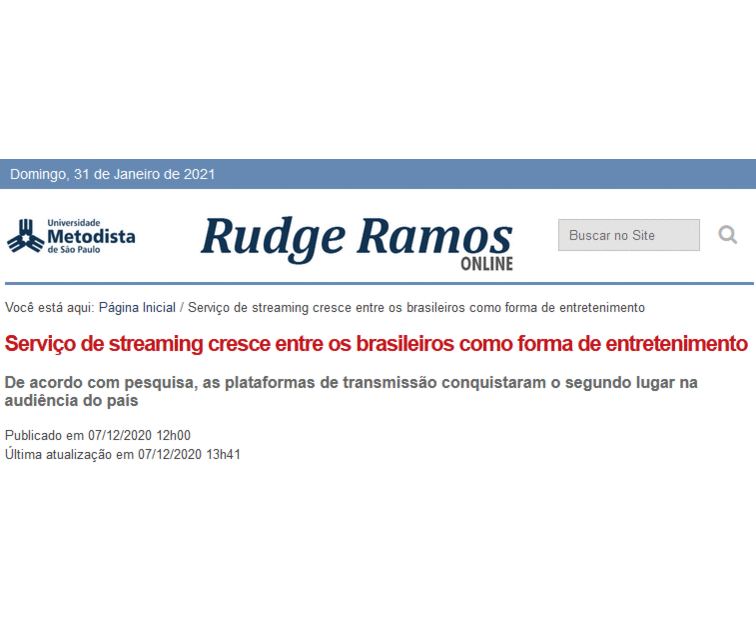 Domingo, 31 de Janeiro de 2021
Universidade
Metodista
de São Paulo
Rudge Ramos
ONLINE
Buscar no Site
Você está aqui: Página Inicial / Serviço de streaming cresce entre os brasileiros como forma de entretenimento
Serviço de streaming cresce entre os brasileiros como forma de entretenimento
De acordo com pesquisa, as plataformas de transmissão conquistaram o segundo lugar na
audiência do país
Publicado em 07/12/2020 12h00
Última atualização em 07/12/2020 13h41